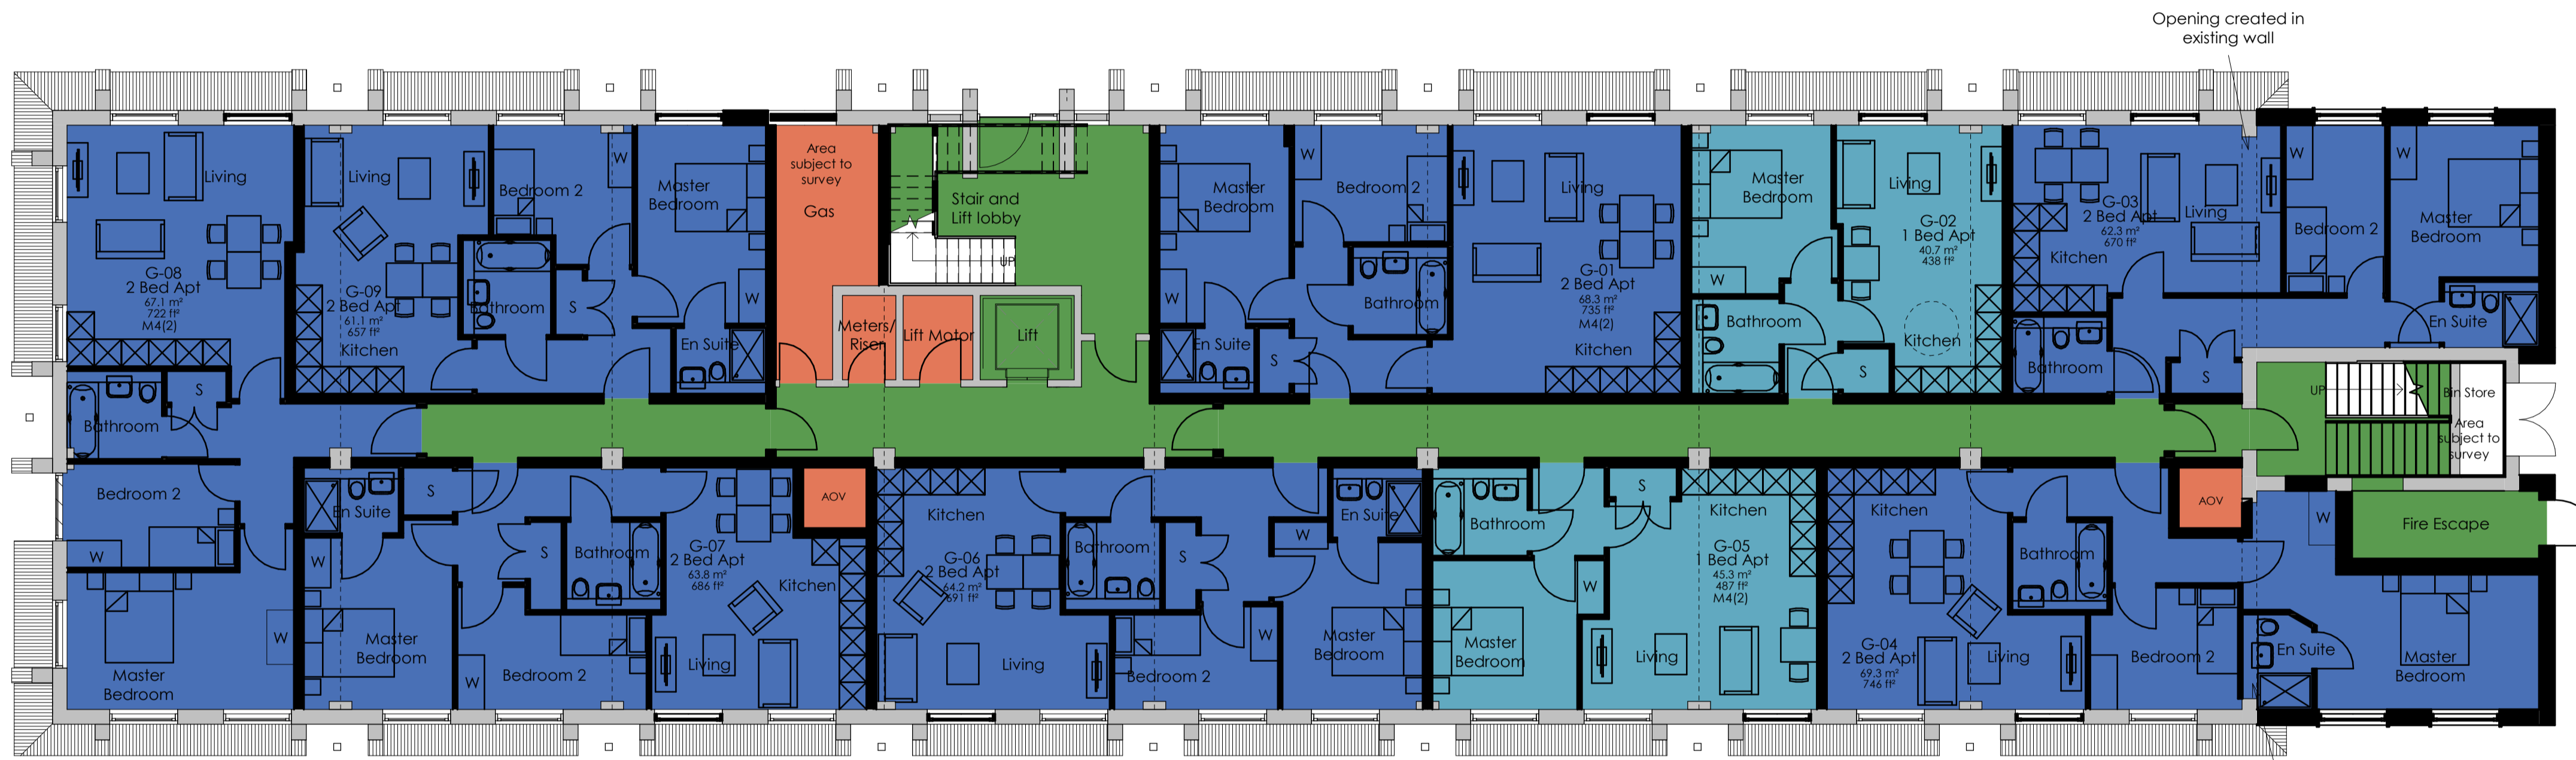 Opening created in
existing wall
Living
G-08
2 Bed Apt
67.1 m²
722 ft²
M4(2)
Living
G-09
2 Bed Apt
61.1 m²
657 ft²
Kitchen
Bedroom 2
W
Bathroom
S
Master
Bedroom
W
En Suite
Area
subject to
survey
Gas
Meters/
Riser
Lift Motor
Lift
Stair and
Lift lobby
UP
Master
Bedroom
W
En Suite
S
W
Bedroom 2
Bathroom
Living
G-01
2 Bed Apt
68.3 m²
735 ft²
M4(2)
Kitchen
Master
Bedroom
W
Bathroom
S
Living
G-02
1 Bed Apt
40.7 m²
438 ft²
Kitchen
G-03
2 Bed Apt
62.3 m²
670 ft²
Living
Kitchen
Bathroom
S
W
Bedroom 2
W
Master
Bedroom
En Suite
UP
Bin Store
Area
subject to
survey
Bathroom
S
Bedroom 2
W
Master
Bedroom
W
En Suite
S
W
Master
Bedroom
S
W
Bedroom 2
Bathroom
G-07
2 Bed Apt
63.8 m²
686 ft²
Kitchen
Living
AOV
Kitchen
G-06
2 Bed Apt
64.2 m²
691 ft²
Living
Bathroom
S
Bedroom 2
W
W
En Suite
Master
Bedroom
Bathroom
S
W
Master
Bedroom
Kitchen
G-05
1 Bed Apt
45.3 m²
487 ft²
M4(2)
Living
Kitchen
G-04
2 Bed Apt
69.3 m²
746 ft²
Living
Bathroom
Bedroom 2
AOV
W
Fire Escape
En Suite
Master
Bedroom